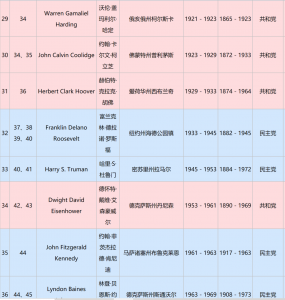 29 34 Warren Gamaliel Harding 沃伦·盖玛利尔·哈定 俄亥俄州柯尔斯卡 1921 - 1923 1865 - 1923 共和党
30 34、35 John Calvin Coolidge 约翰·卡尔文·柯立芝 佛蒙特州普利茅斯 1923 - 1929 1872 - 1933 共和党
31 36 Herbert Clark Hoover 赫伯特·克拉克·胡佛 爱荷华州西布兰奇 1929 - 1933 1874 - 1964 共和党
32 37、38、39、40 Franklin Delano Roosevelt 富兰克林·德拉诺·罗斯福 纽约州海德公园镇 1933 - 1945 1882 - 1945 民主党
33 40、41 Harry S. Truman 哈里·S·杜鲁门 密苏里州拉马尔 1945 - 1953 1884 - 1972 民主党
34 42、43 Dwight David Eisenhower 德怀特·戴维·艾森豪威尔 德克萨斯州丹尼森 1953 - 1961 1890 - 1969 共和党
35 44 John Fitzgerald Kennedy 约翰·菲茨杰拉德·肯尼迪 马萨诸塞州布鲁克莱恩 1961 - 1963 1917 - 1963 民主党
36 44、45 Lyndon Baines 林登·贝恩斯·约 德克萨斯州斯通沃尔 1963 - 1969 1908 - 1973 民主党